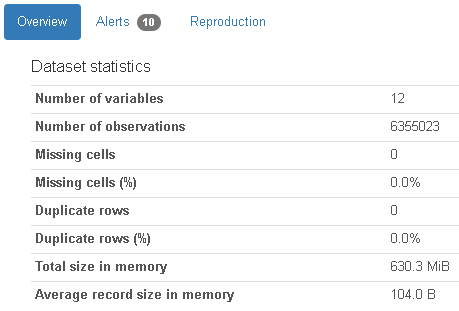 Overview Alerts 10 Reproduction
Dataset statistics
Number of variables 12
Number of observations 6355023
Missing cells 0
Missing cells (%) 0.0%
Duplicate rows 0
Duplicate rows (%) 0.0%
Total size in memory 630.3 MiB
Average record size in memory 104.0 B